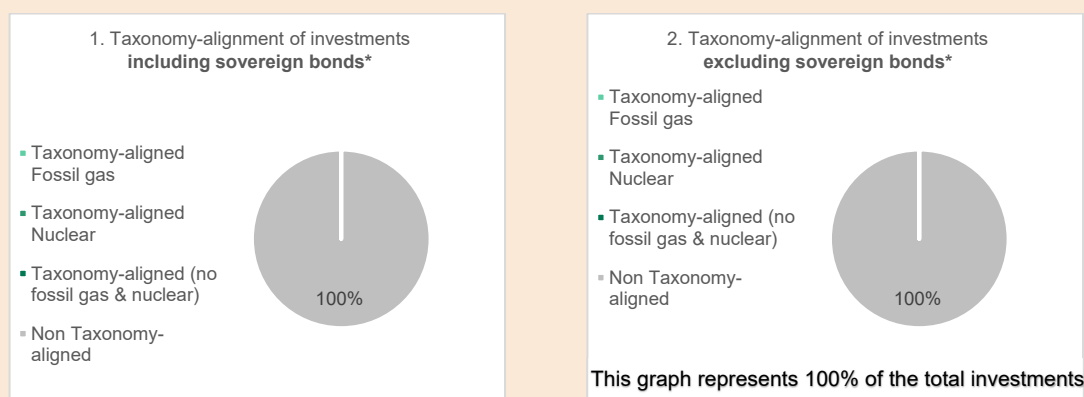 1. Taxonomy-alignment of investments
including sovereign bonds*
Taxonomy-aligned
Fossil gas
Taxonomy-aligned
Nuclear
Taxonomy-aligned (no
fossil gas & nuclear)
Non Taxonomy-
aligned
100%
2. Taxonomy-alignment of investments
excluding sovereign bonds*
Taxonomy-aligned
Fossil gas
Taxonomy-aligned
Nuclear
Taxonomy-aligned (no
fossil gas & nuclear)
Non Taxonomy-
aligned
100%
This graph represents 100% of the total investments